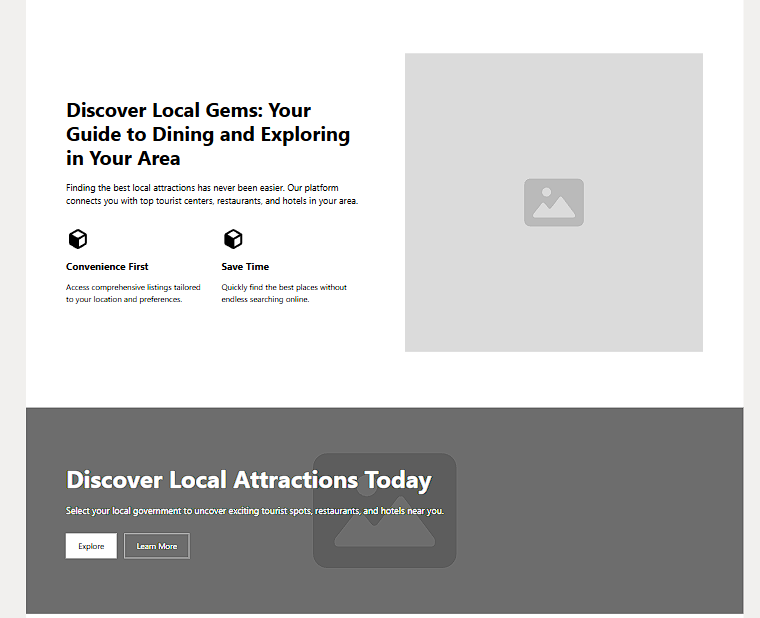 Discover Local Gems: Your
Guide to Dining and Exploring
in Your Area
Finding the best local attractions has never been easier. Our platform
connects you with top tourist centers, restaurants, and hotels in your area.
Convenience First
Access comprehensive listings tailored
to your location and preferences.
Save Time
Quickly find the best places without
endless searching online.
Discover Local Attractions Today
Select your local government to uncover exciting tourist spots, restaurants, and hotels near you.
Explore
Learn More